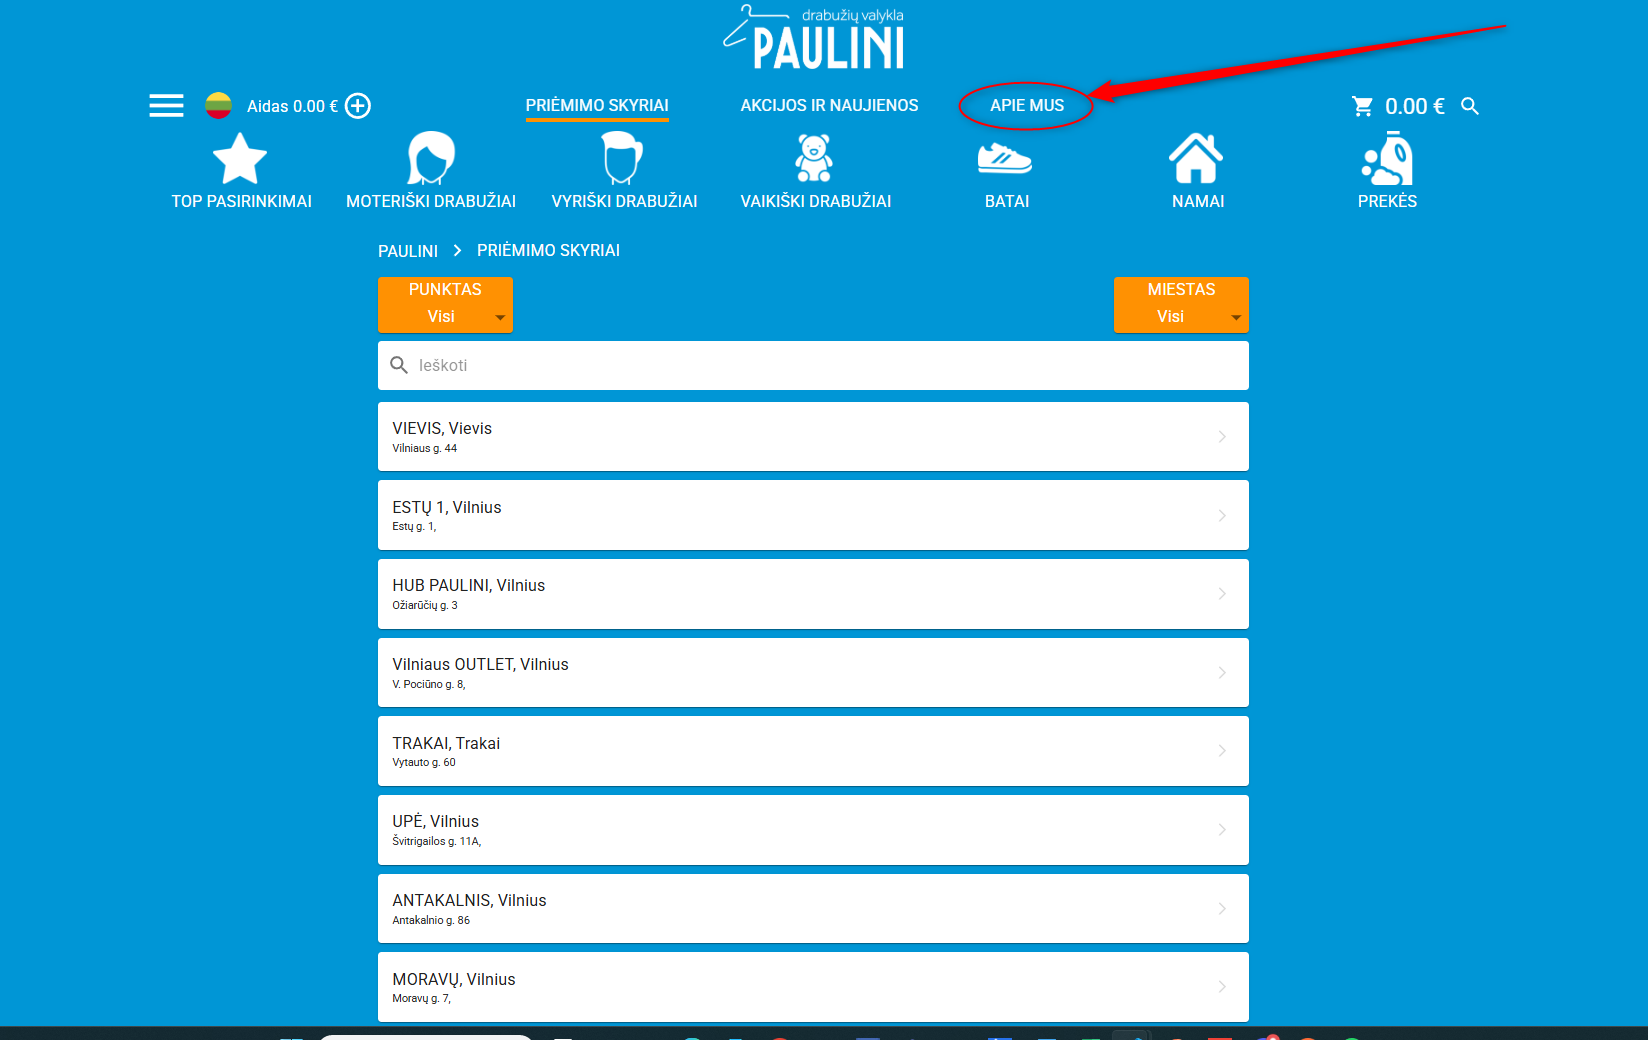 drabužių valykla
PAULINI
Aidas 0.00 €
PRIĖMIMO SKYRIAI
AKCIJOS IR NAUJIENOS
APIE MUS
0.00 €
TOP PASIRINKIMAI
MOTERIŠKI DRABUŽIAI
VYRIŠKI DRABUŽIAI
VAIKIŠKI DRABUŽIAI
BATAI
NAMAI
PREKĖS
PAULINI
PRIĖMIMO SKYRIAI
PUNKTAS
Visi
MIESTAS
Visi
Ieškoti
VIEVIS, Vievis
Vilniaus g. 44
ESTŲ 1, Vilnius
Estų g. 1,
HUB PAULINI, Vilnius
Ožiarūčių g. 3
Vilniaus OUTLET, Vilnius
V. Pociūno g. 8,
TRAKAI, Trakai
Vytauto g. 60
UPĖ, Vilnius
Švitrigailos g. 11A,
ANTAKALNIS, Vilnius
Antakalnio g. 86
MORAVŲ, Vilnius
Moravų g. 7,